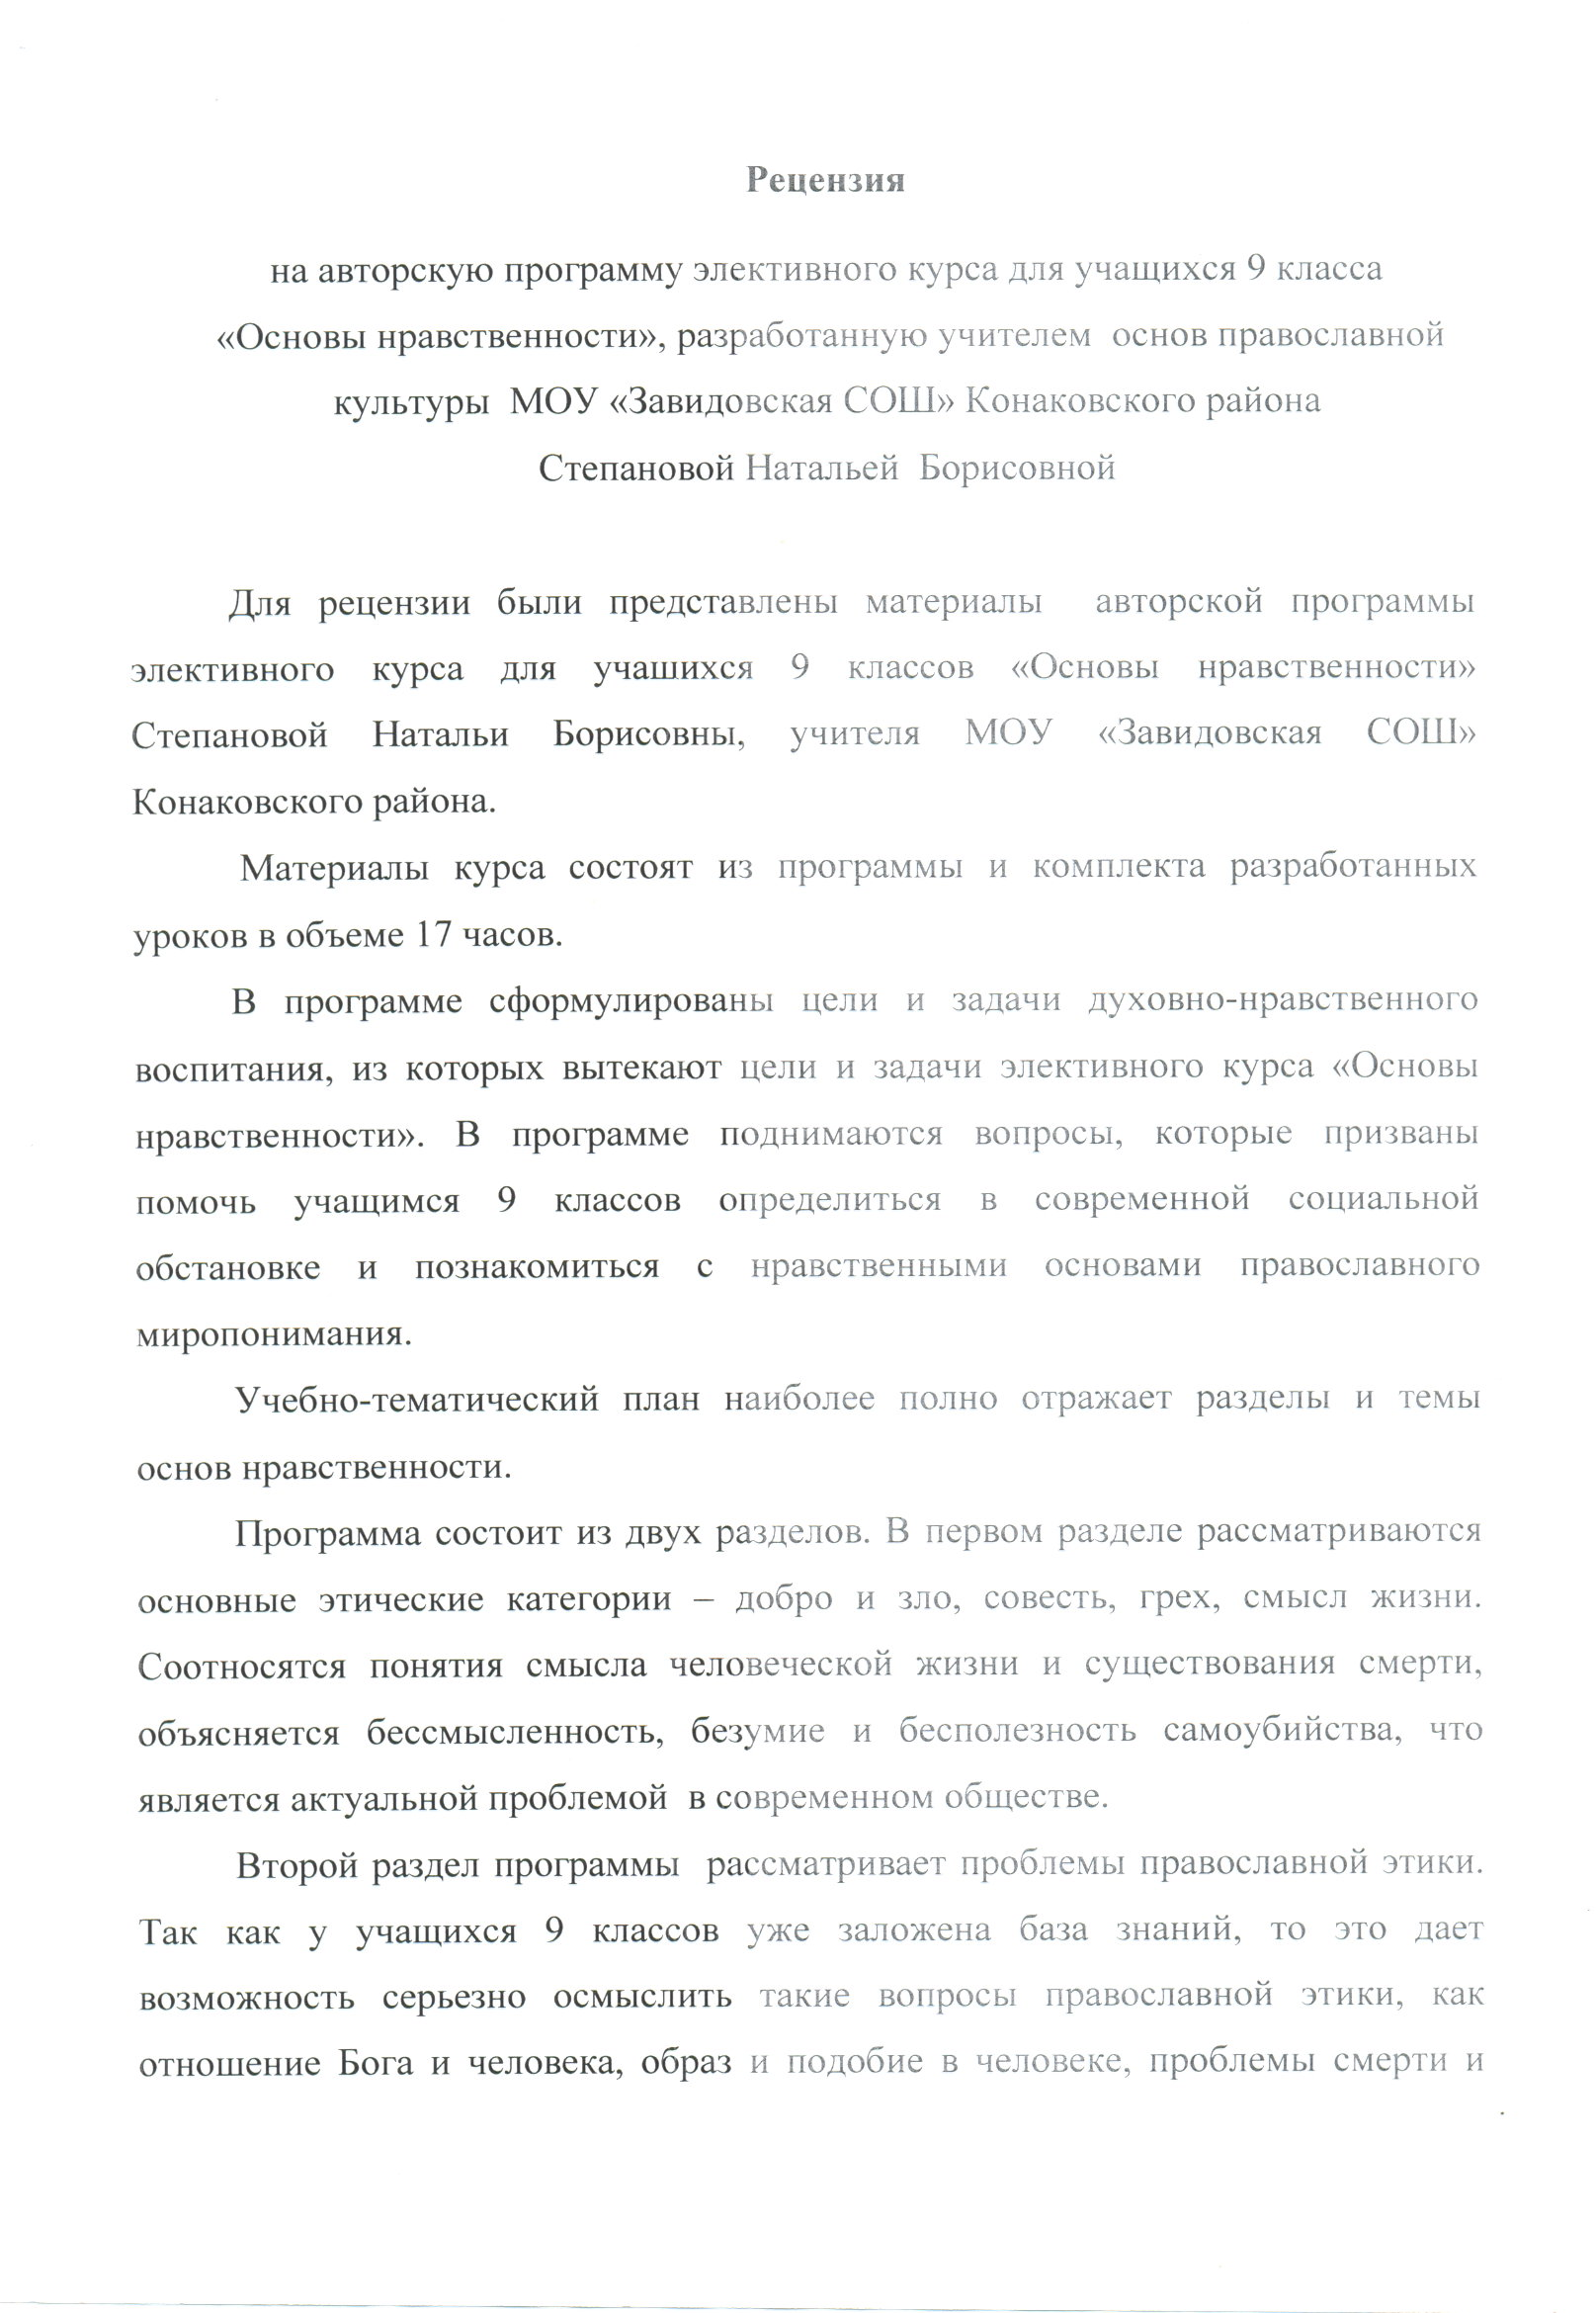 Рецензия
на авторскую программу элективного курса для учащихся 9 класса
«Основы нравственности», разработанную учителем основ православной
культуры МОУ «Завидовская СОШ» Конаковского района
Степановой Натальей Борисовной
Для рецензии были представлены материалы авторской программы
элективного курса для учашихся 9 классов «Основы нравственности»
Степановой Натальи Борисовны, учителя МОУ «Завидовская СОШ»
Конаковского района.
Материалы курса состоят из программы и комплекта разработанных
уроков в объеме 17 часов.
В программе сформулированы цели и задачи духовно-нравственного
воспитания, из которых вытекают цели и задачи элективного курса «Основы
нравственности». В программе поднимаются вопросы, которые призваны
помочь учащимся 9 классов определиться в современной социальной
обстановке и познакомиться с нравственными основами православного
миропонимания.
Учебно-тематический план наиболее полно отражает разделы и темы
основ нравственности.
Программа состоит из двух разделов. В первом разделе рассматриваются
основные этические категории – добро и зло, совесть, грех, смысл жизни.
Соотносятся понятия смысла человеческой жизни и существования смерти,
объясняется бессмысленность, безумие и бесполезность самоубийства, что
является актуальной проблемой в современном обществе.
Второй раздел программы рассматривает проблемы православной этики.
Так как у учащихся 9 классов уже заложена база знаний, то это дает
возможность серьезно осмыслить такие вопросы православной этики, как
отношение Бога и человека, образ и подобие в человеке, проблемы смерти и